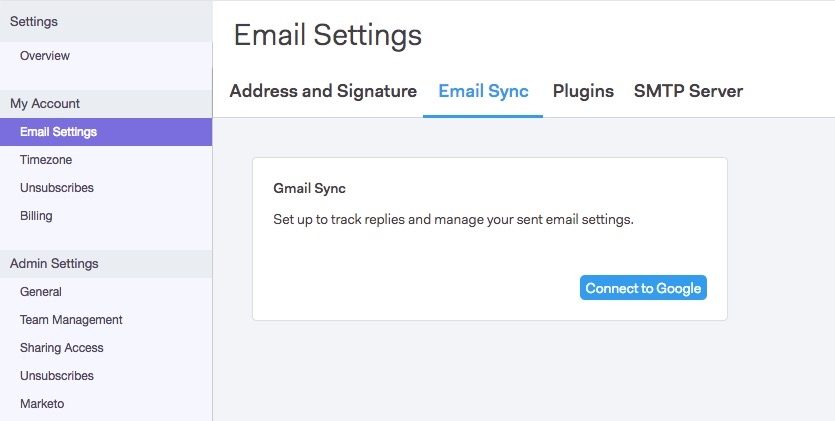 Settings
Overview
My Account
Email Settings
Timezone
Unsubscribes
Billing
Admin Settings
General
Team Management
Sharing Access
Unsubscribes
Marketo
Email Settings
Address and Signature Email Sync Plugins SMTP Server
Gmail Sync
Set up to track replies and manage your sent email settings.
Connect to Google